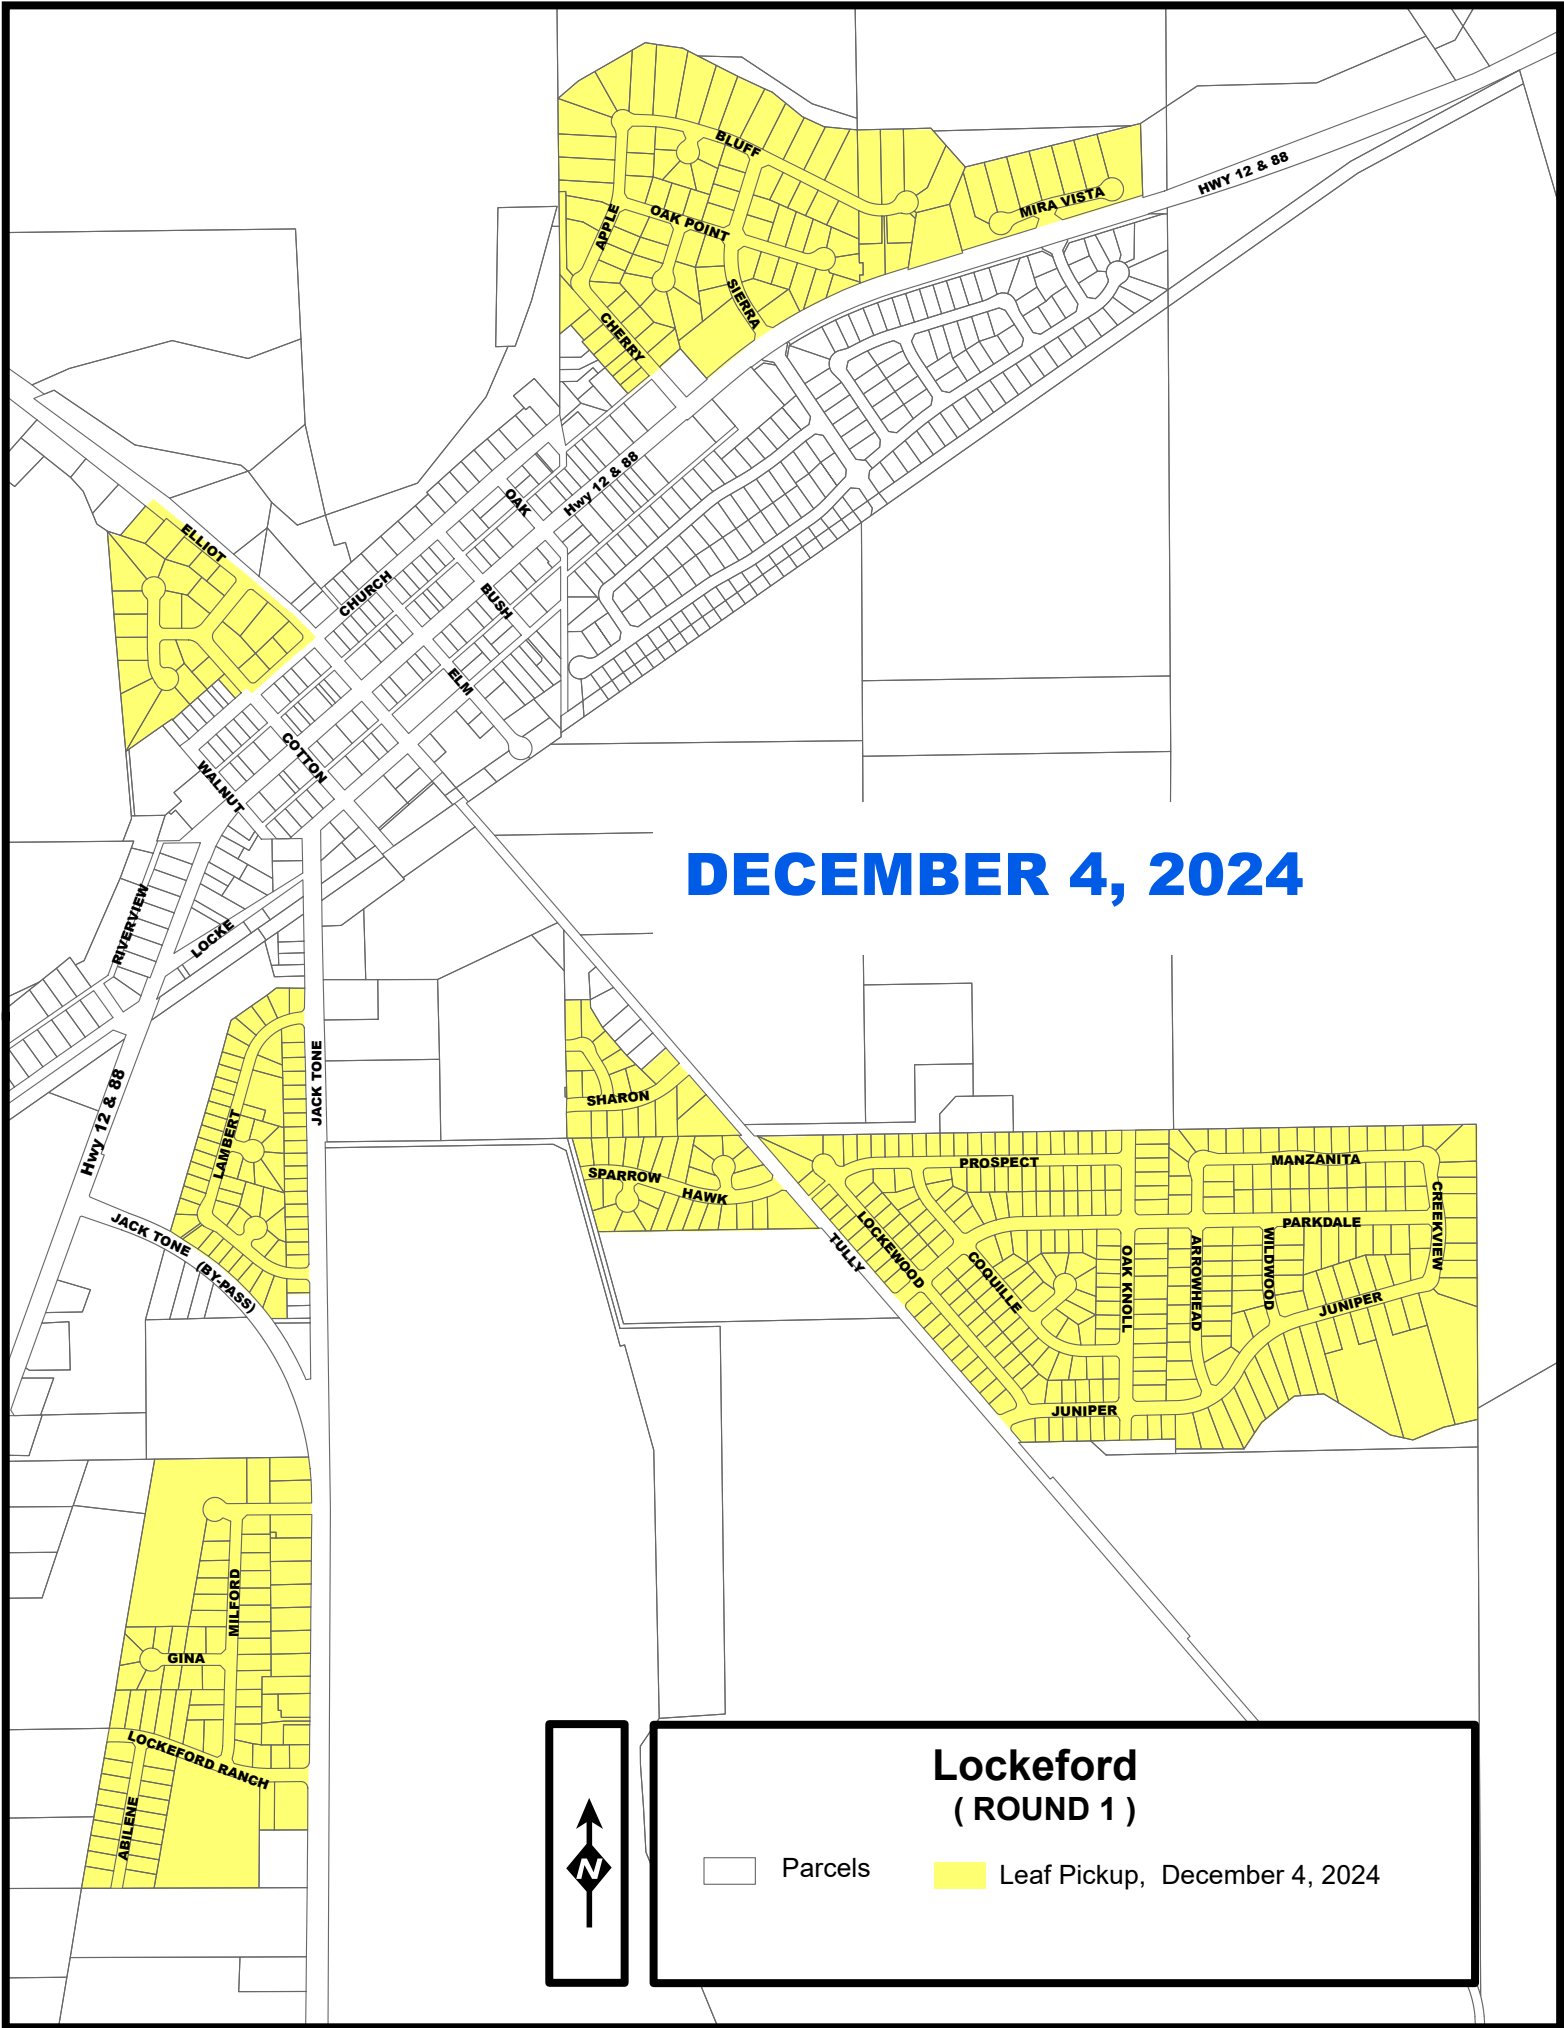 BLUFF
HWY 12 & 88
MIRA VISTA
OAK POINT
APPLE
SIERRA
CHERRY
Hwy 12 & 88
OAK
ELLIOT
CHURCH
BUSH
ELM
COTTON
WALNUT
DECEMBER 4, 2024
RIVERVIEW
LOCKE
JACK TONE
Hwy 12 & 88
SHARON
LAMBERT
SPARROW
HAWK
PROSPECT
MANZANITA
CREEKVIEW
PARKDALE
JACK TONE
(BY-PASS)
TULLY
LOCKEWOOD
COQUILLE
OAK KNOLL
ARROWHEAD
WILDWOOD
JUNIPER
JUNIPER
MILFORD
GINA
LOCKEFORD RANCH
ABILENE
N
Lockeford
( ROUND 1 )
Parcels
Leaf Pickup, December 4, 2024